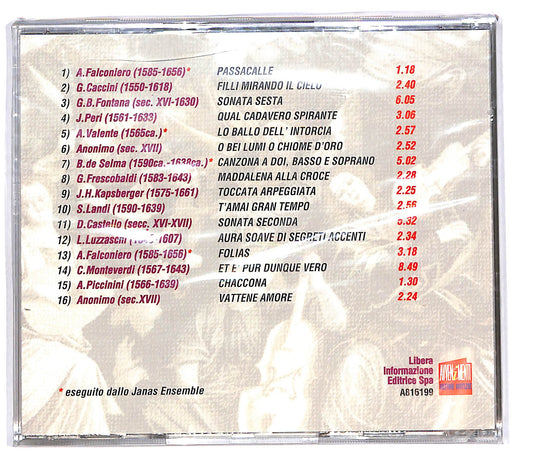 1) A.Falconiero (1585-1656)* PASSACALLE 1.18
2) G.Caccini (1550-1618) FILLI MIRANDO IL CIELO 2.40
3) G.B.Fontana (sec. XVI-1630) SONATA SESTA 6.05
4) J.Peri (1561-1633) QUAL CADAVERO SPIRANTE 3.06
5) A.Valente (1565ca.)* LO BALLO DELL' INTORCIA 2.57
6) Anonimo (sec. XVII) O BEI LUMI O CHIOME D'ORO 2.52
7) B.de Selma (1590ca.-1638ca.)* CANZONA A DOI, BASSO E SOPRANO 5.02
8) G.Frescobaldi (1583-1643) MADDALENA ALLA CROCE 2.28
9) J.H.Kapsberger (1575-1661) TOCCATA ARPEGGIATA 2.25
10) S.Landi (1590-1639) T'AMAI GRAN TEMPO 2.56
11) D.Castello (sec. XVI-XVII) SONATA SECONDA 5.32
12) L.Luzzaschi AURA SOAVE DI SEGRETI ACCENTI 2.34
13) A.Falconiero (1585-1656)* FOLIAS 3.18
14) C.Monteverdi (1567-1643) ET E' PUR DUNQUE VERO 8.49
15) A.Piccinini (1566-1639) CHACCONA 1.30
16) Anonimo (sec.XVII) VATTENE AMORE 2.24
Libera
Informazione
Editrice Spa
A816199
* eseguito dallo Janas Ensemble